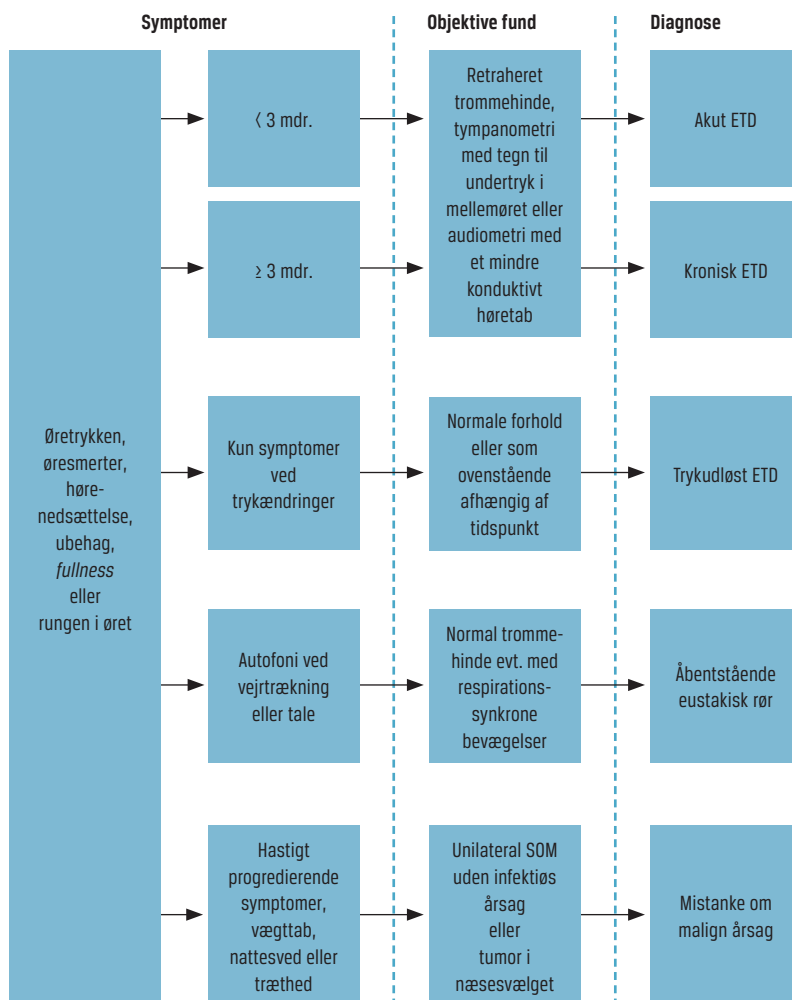 Symptomer
Objektive fund
Diagnose
Øretrykken,
øresmerter,
høre-
nedsættelse,
ubehag,
fullness
eller
rungen i øret
< 3 mdr.
Retraheret
trommehinde,
tympanometri
med tegn til
undertryk i
mellemøret eller
audiometri med
et mindre
konduktivt
høretab
Akut ETD
≥ 3 mdr.
Kronisk ETD
Kun symptomer
ved
trykændringer
Normale forhold
eller som
ovenstående
afhængig af
tidspunkt
Trykudløst ETD
Autofoni ved
vejrtrækning
eller tale
Normal tromme-
hinde evt. med
respirations-
synkrone
bevægelser
Åbentstående
eustakisk rør
Hastigt
progredierende
symptomer,
vægttab,
nattesved eller
træthed
Unilateral SOM
uden infektiøs
årsag
eller
tumor i
næsesvælget
Mistanke om
malign årsag